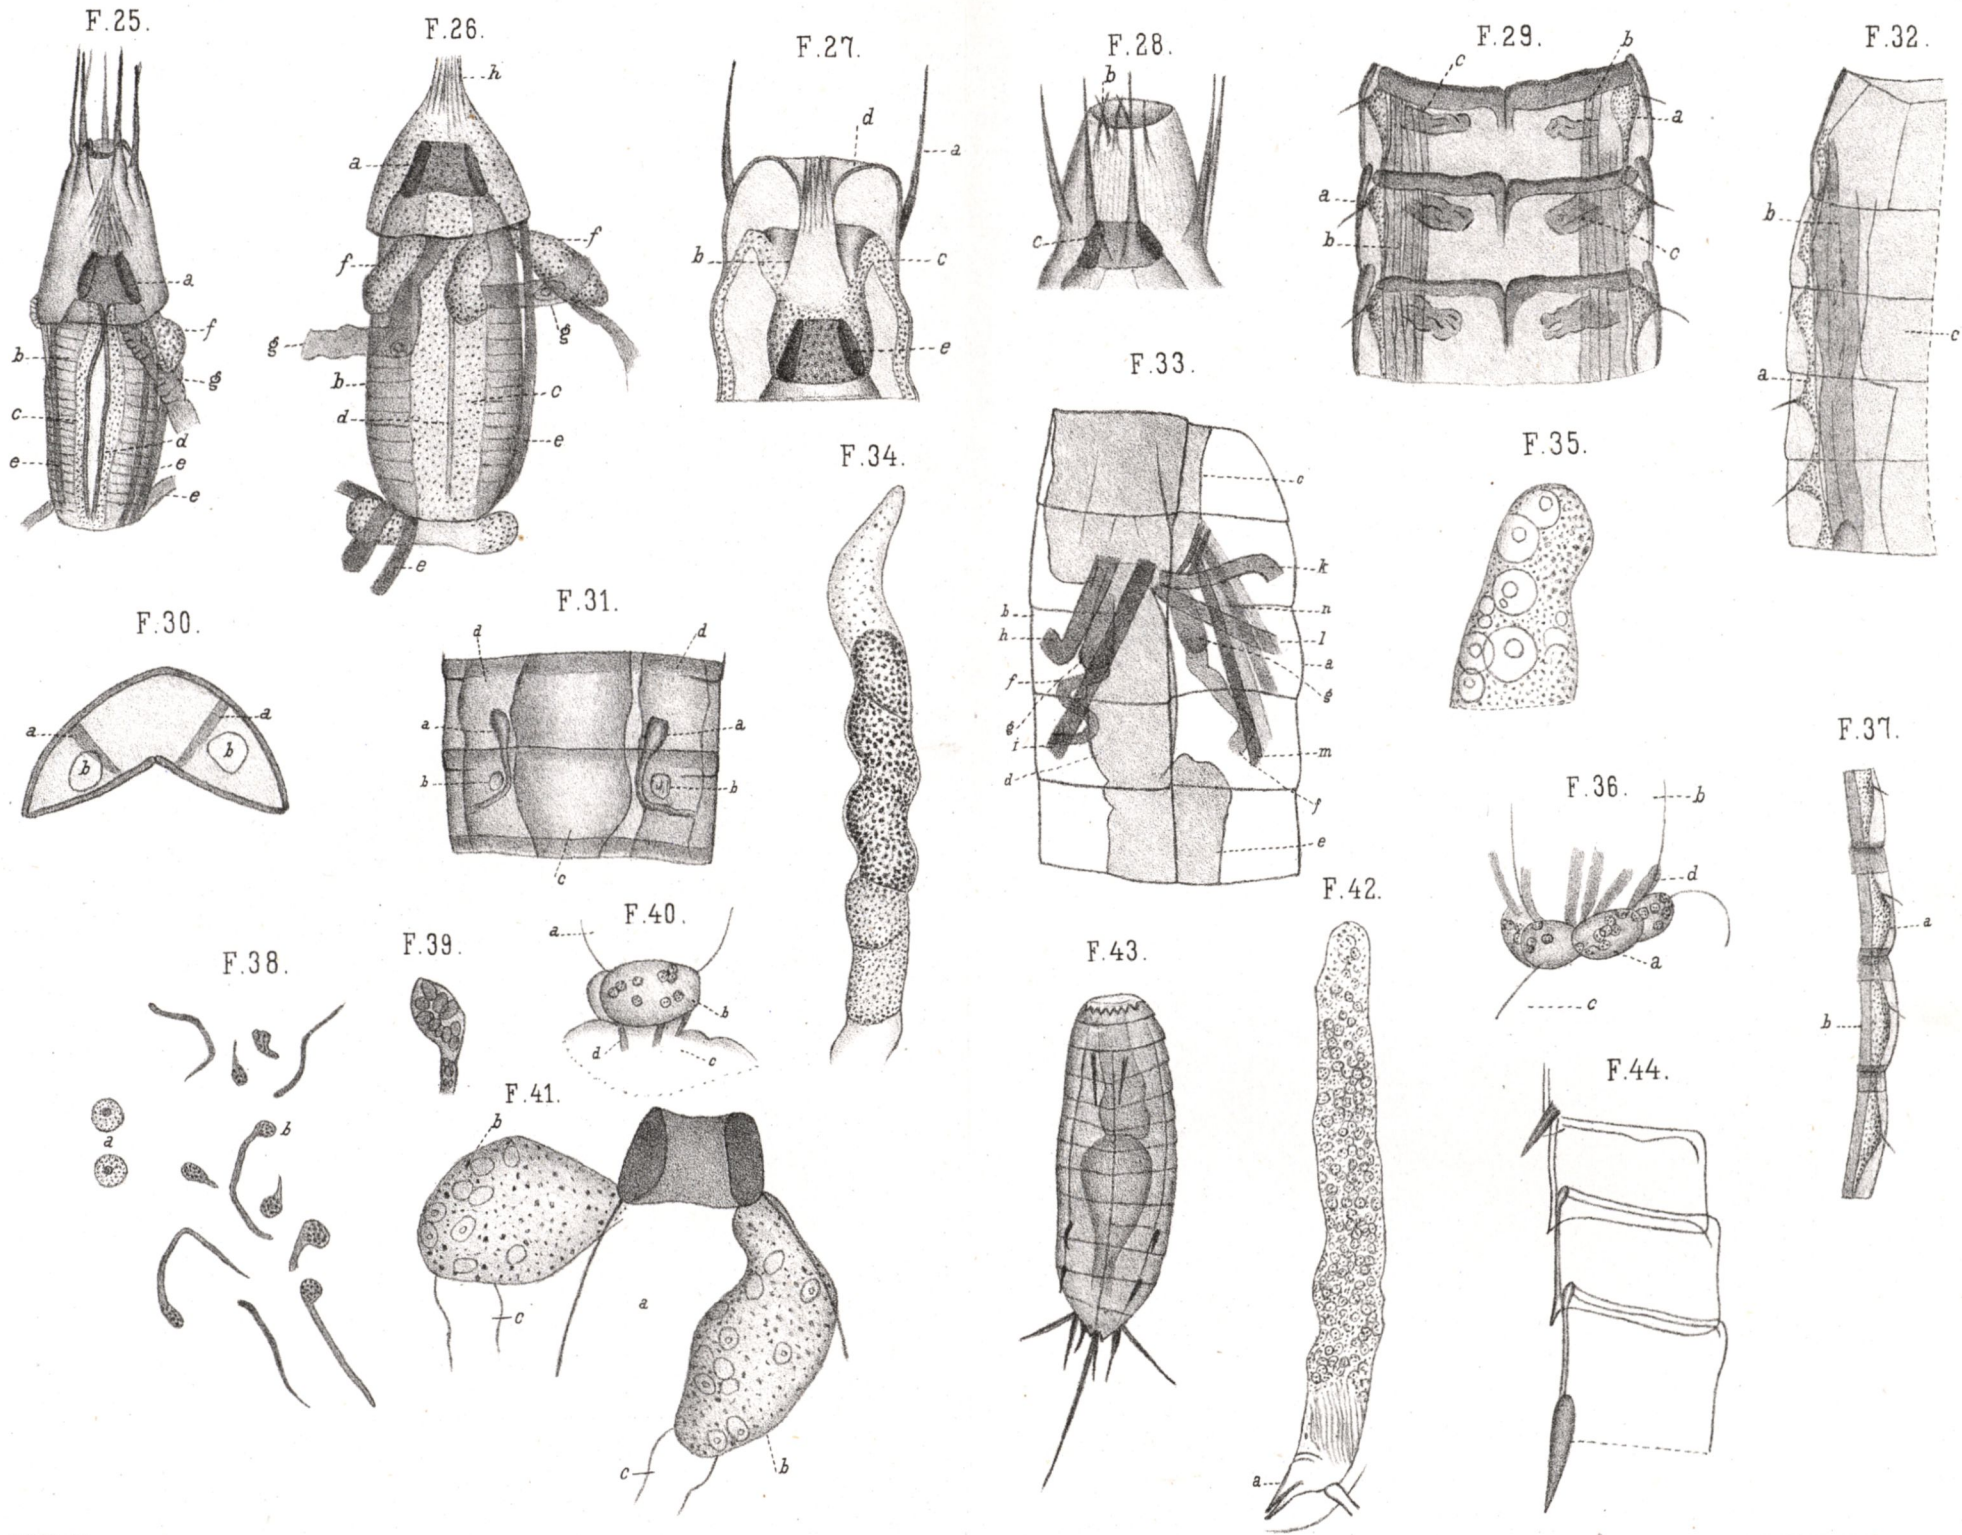 F.25.
a
f
b
g
c
d
e
e
e
F.26.
h
a
f
f
g
g
b
c
d
e
e
F.27.
d
a
b
c
e
F.28.
b
c
F.29.
b
c
a
a
b
c
F.32.
b
c
a
F.33.
c
k
b
n
h
l
a
f
g
g
i
m
d
f
e
F.34.
F.35.
F.30.
a
a
b
b
F.31.
d
d
a
a
b
b
c
F.37.
a
b
F.36.
b
d
a
c
F.38.
a
b
F.39.
F.40.
a
b
d
c
F.41.
b
c
a
c
b
F.42.
a
F.43.
F.44.